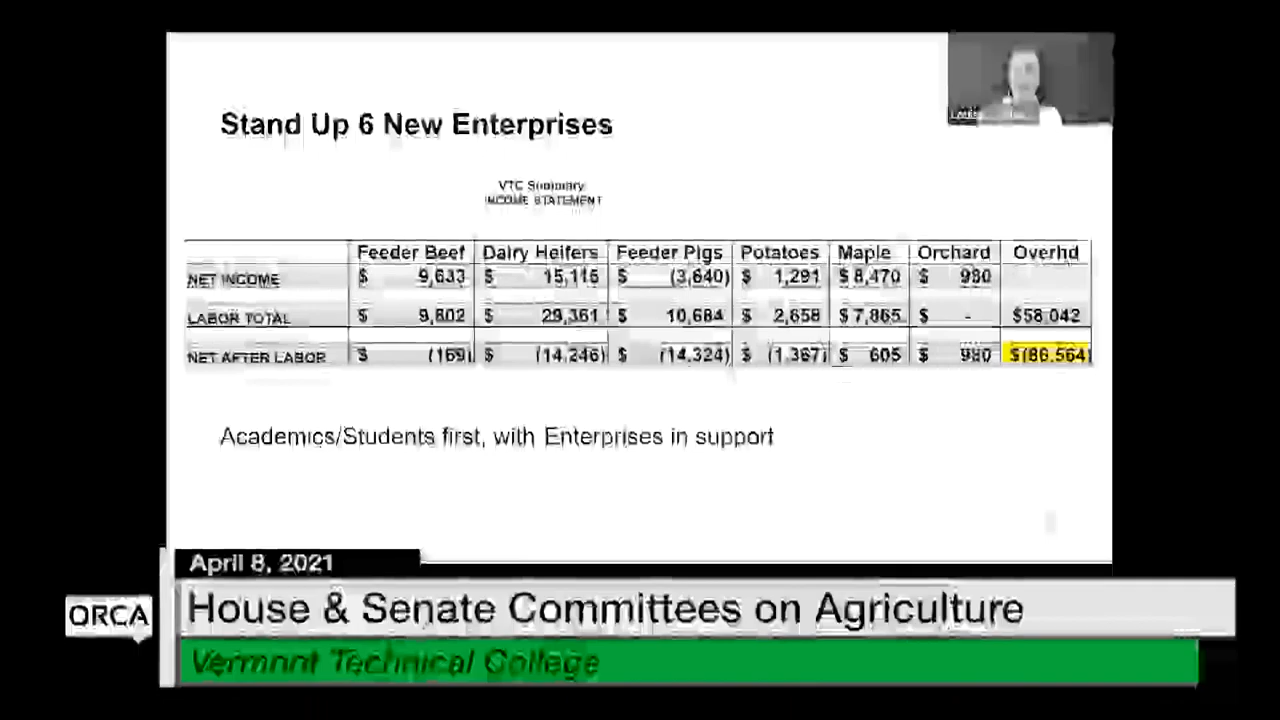 Stand Up 6 New Enterprises
VTC Summary
INCOME STATEMENT
Feeder Beef Dairy Heifers Feeder Pigs Potatoes Maple Orchard Overhd
NET INCOME $ 9,633 $ 15,116 $ (3,640) $ 1,291 $ 8,470 $ 980
LABOR TOTAL $ 9,802 $ 29,361 $ 10,684 $ 2,658 $ 7,865 $ - $58,042
NET AFTER LABOR $ (169) $ (14,246) $ (14,324) $ (1,367) $ 605 $ 980 $(86,564)
Academics/Students first, with Enterprises in support
April 8, 2021
ORCA
House & Senate Committees on Agriculture
Vermont Technical College